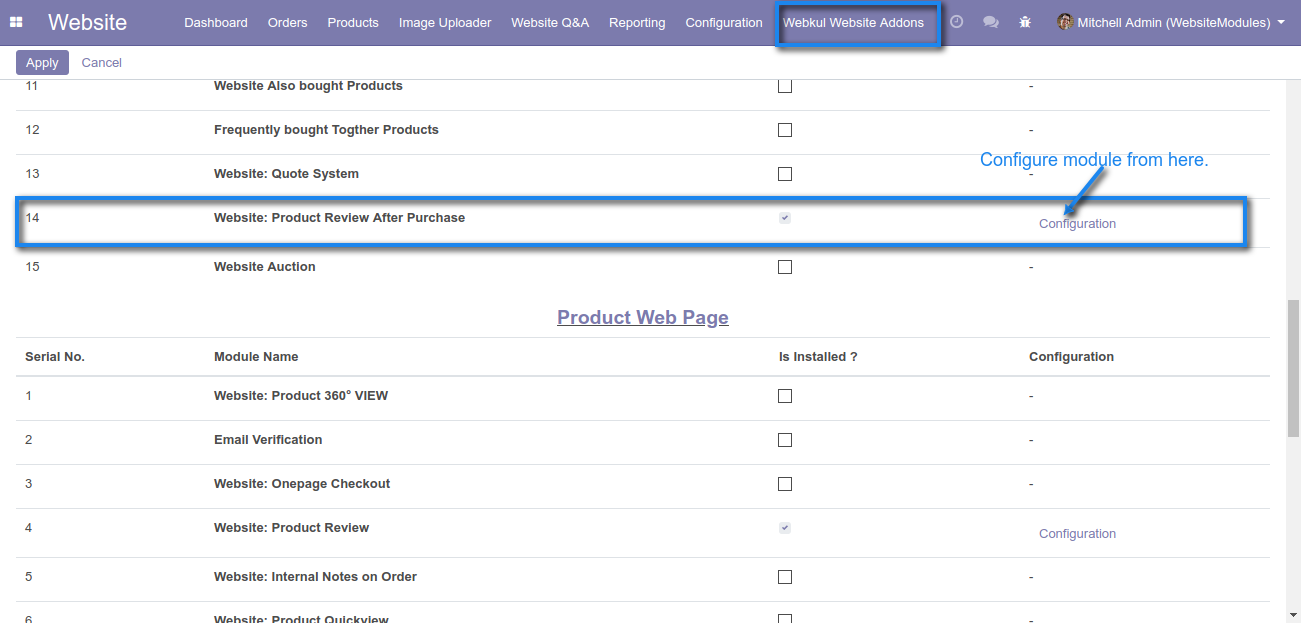 Website Dashboard Orders Products Image Uploader Website Q&A Reporting Configuration Webkul Website Addons Mitchell Admin (WebsiteModules)
Apply Cancel
11 Website Also bought Products -
12 Frequently bought Togther Products -
Configure module from here.
13 Website: Quote System -
14 Website: Product Review After Purchase Configuration
15 Website Auction -
Product Web Page
Serial No. Module Name Is Installed ? Configuration
1 Website: Product 360° VIEW -
2 Email Verification -
3 Website: Onepage Checkout -
4 Website: Product Review Configuration
5 Website: Internal Notes on Order -
6 Website: Product Quickview -